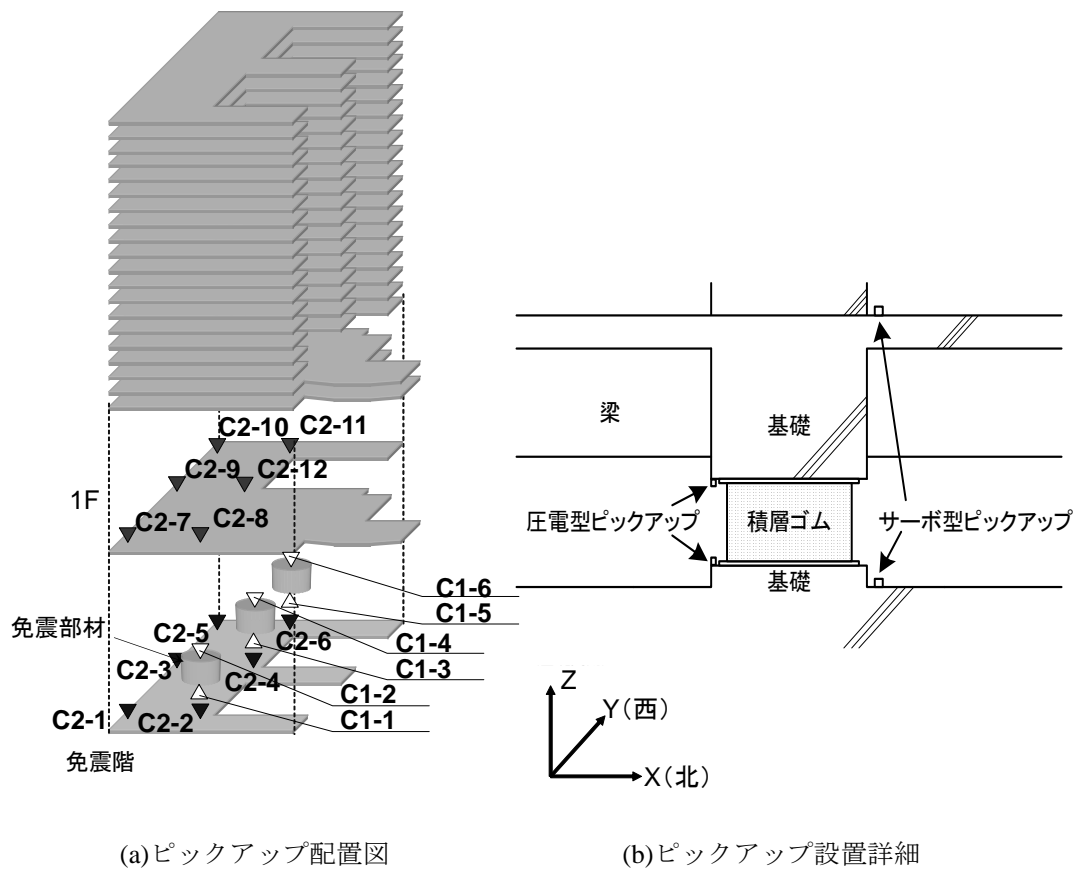 C2-10
C2-11
C2-9
C2-12
1F
C2-7
C2-8
C1-6
C1-5
免震部材
C2-5
C2-6
C1-4
C2-3
C1-3
C2-4
C1-2
C2-1
C2-2
C1-1
免震階
(a)ピックアップ配置図
梁
基礎
圧電型ピックアップ
積層ゴム
サーボ型ピックアップ
基礎
Z
Y(西)
X(北)
(b)ピックアップ設置詳細